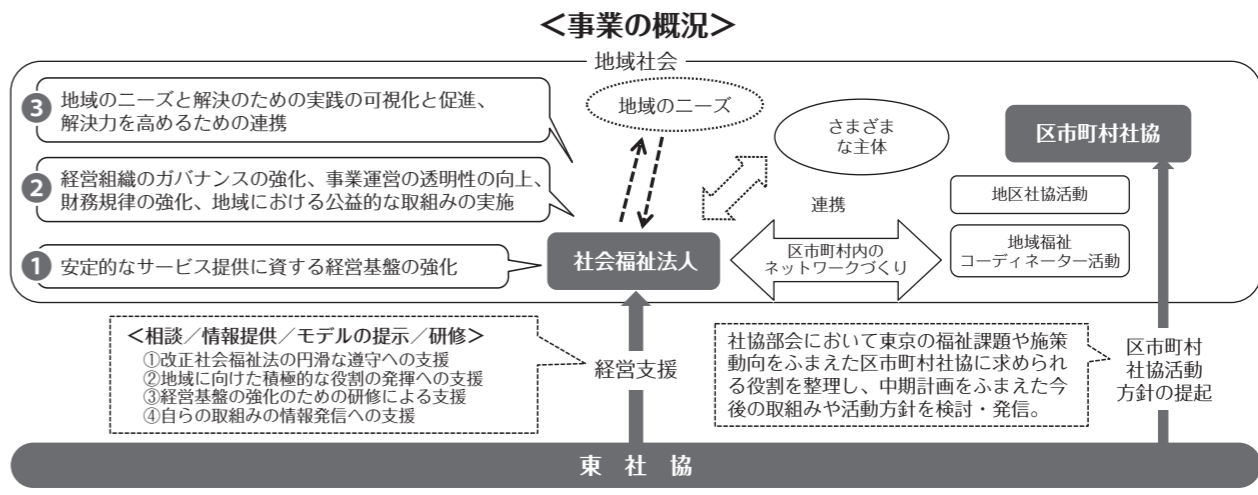 ＜事業の概況＞
地域社会
❸ 地域のニーズと解決のための実践の可視化と促進、
解決力を高めるための連携
❷ 経営組織のガバナンスの強化、事業運営の透明性の向上、
財務規律の強化、地域における公益的な取組みの実施
❶ 安定的なサービス提供に資する経営基盤の強化
地域のニーズ
さまざま
な主体
区市町村社協
地区社協活動
地域福祉
コーディネーター活動
連携
区市町村内の
ネットワークづくり
社会福祉法人
＜相談／情報提供／モデルの提示／研修＞
①改正社会福祉法の円滑な遵守への支援
②地域に向けた積極的な役割の発揮への支援
③経営基盤の強化のための研修による支援
④自らの取組みの情報発信への支援
経営支援
社協部会において東京の福祉課題や施策
動向をふまえた区市町村社協に求められ
る役割を整理し、中期計画をふまえた今
後の取組みや活動方針を検討・発信。
区市町村
社協活動
方針の提起
東 社 協